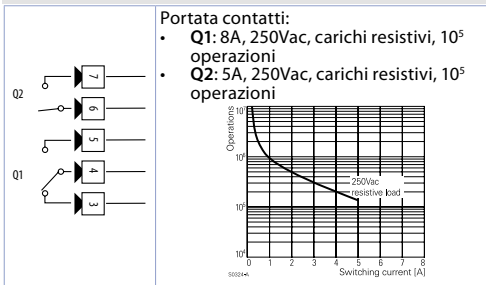 Portata contatti:
• Q1: 8A, 250Vac, carichi resistivi, 10⁵
operazioni
• Q2: 5A, 250Vac, carichi resistivi, 10⁵
operazioni
Q2
7
6
5
Q1
4
3
Operations
10⁷
10⁶
10⁵
10⁴
250Vac
resistive load
0 1 2 3 4 5 6 7 8
S0324-A
Switching current [A]